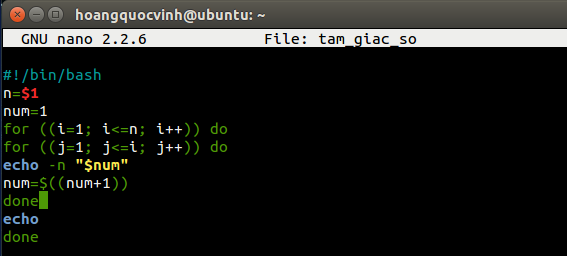 hoangquocvinh@ubuntu: ~
GNU nano 2.2.6 File: tam_giac_so
#!/bin/bash
n=$1
num=1
for ((i=1; i<=n; i++)) do
for ((j=1; j<=i; j++)) do
echo -n "$num"
num=$((num+1))
done
echo
done